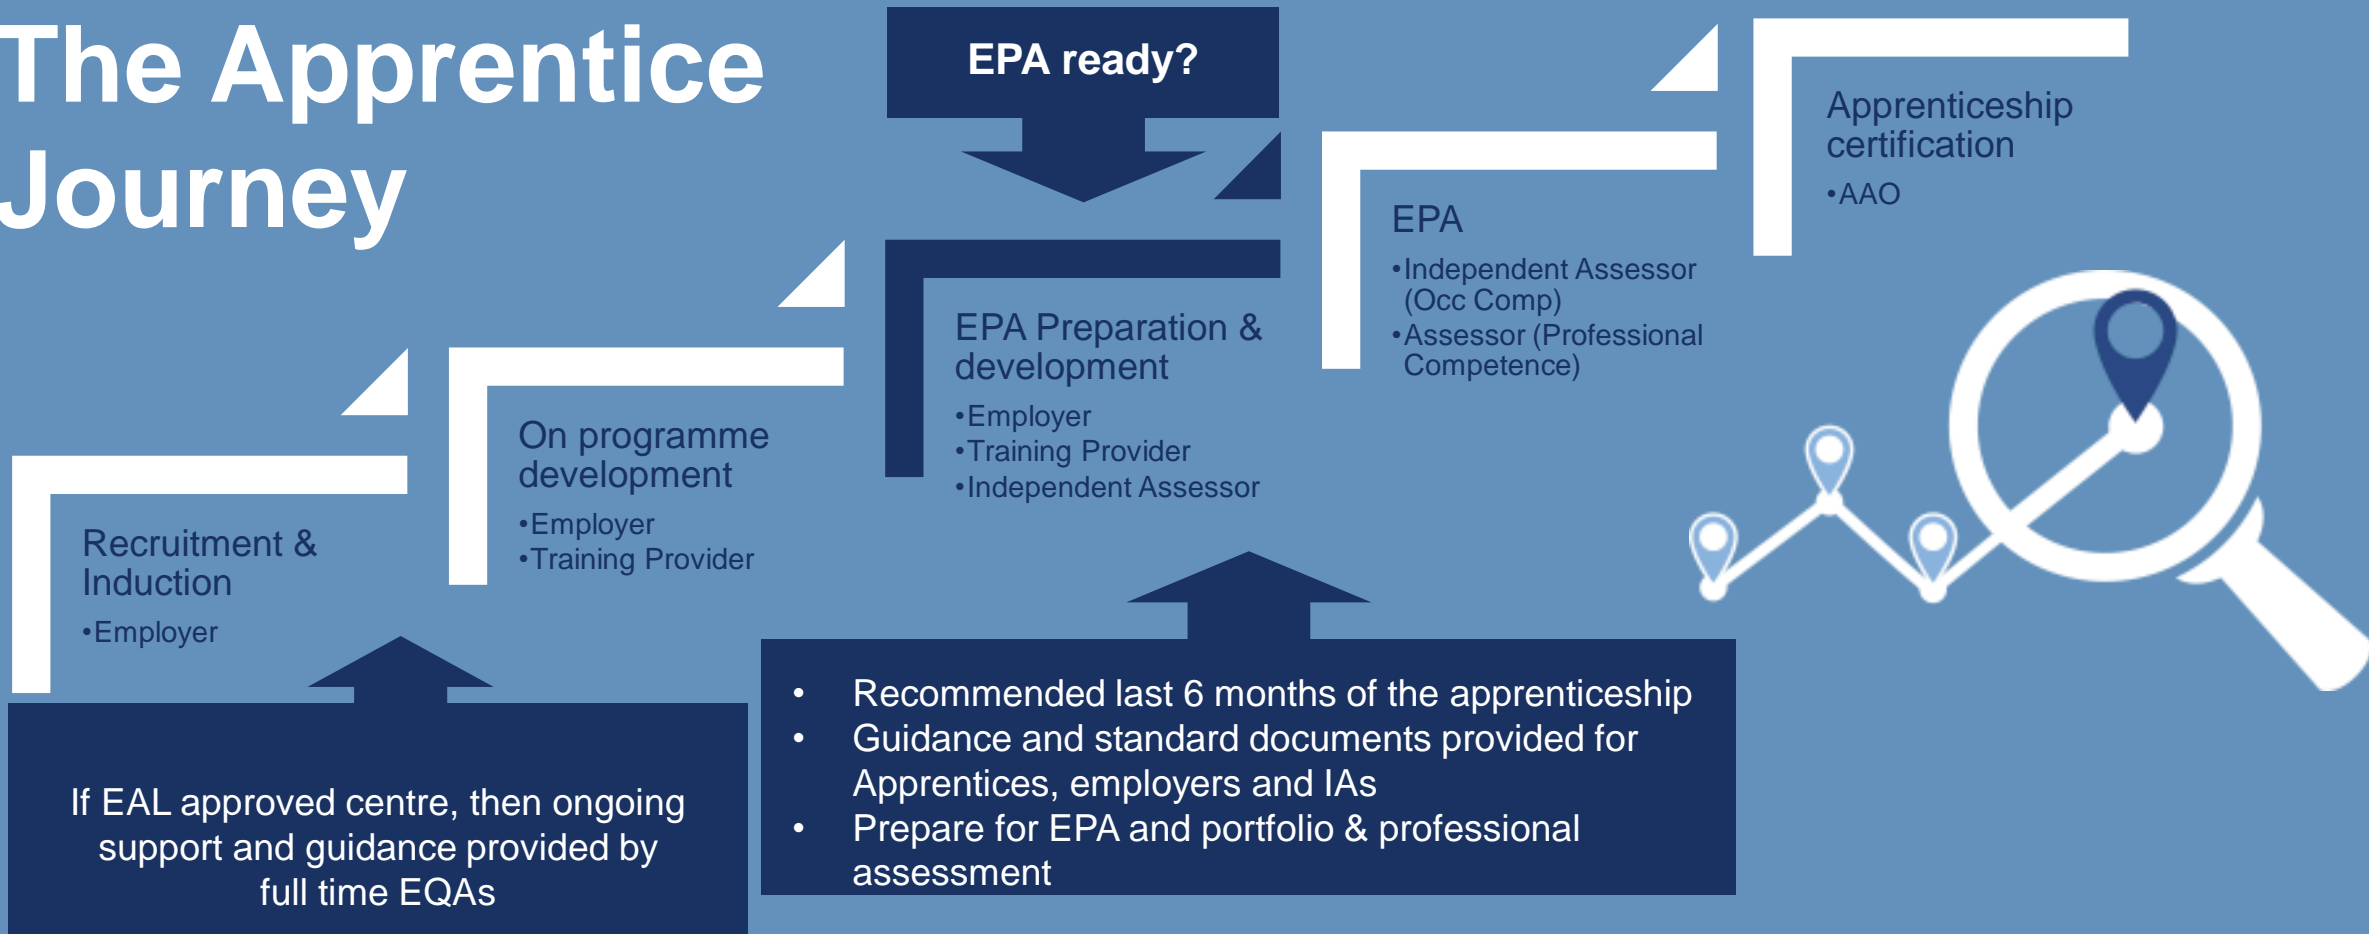 The Apprentice
Journey
EPA ready?
Recruitment &
Induction
•Employer
On programme
development
•Employer
•Training Provider
EPA Preparation &
development
•Employer
•Training Provider
•Independent Assessor
EPA
•Independent Assessor
(Occ Comp)
•Assessor (Professional
Competence)
Apprenticeship
certification
•AAO
If EAL approved centre, then ongoing
support and guidance provided by
full time EQAs
• Recommended last 6 months of the apprenticeship
• Guidance and standard documents provided for
Apprentices, employers and IAs
• Prepare for EPA and portfolio & professional
assessment